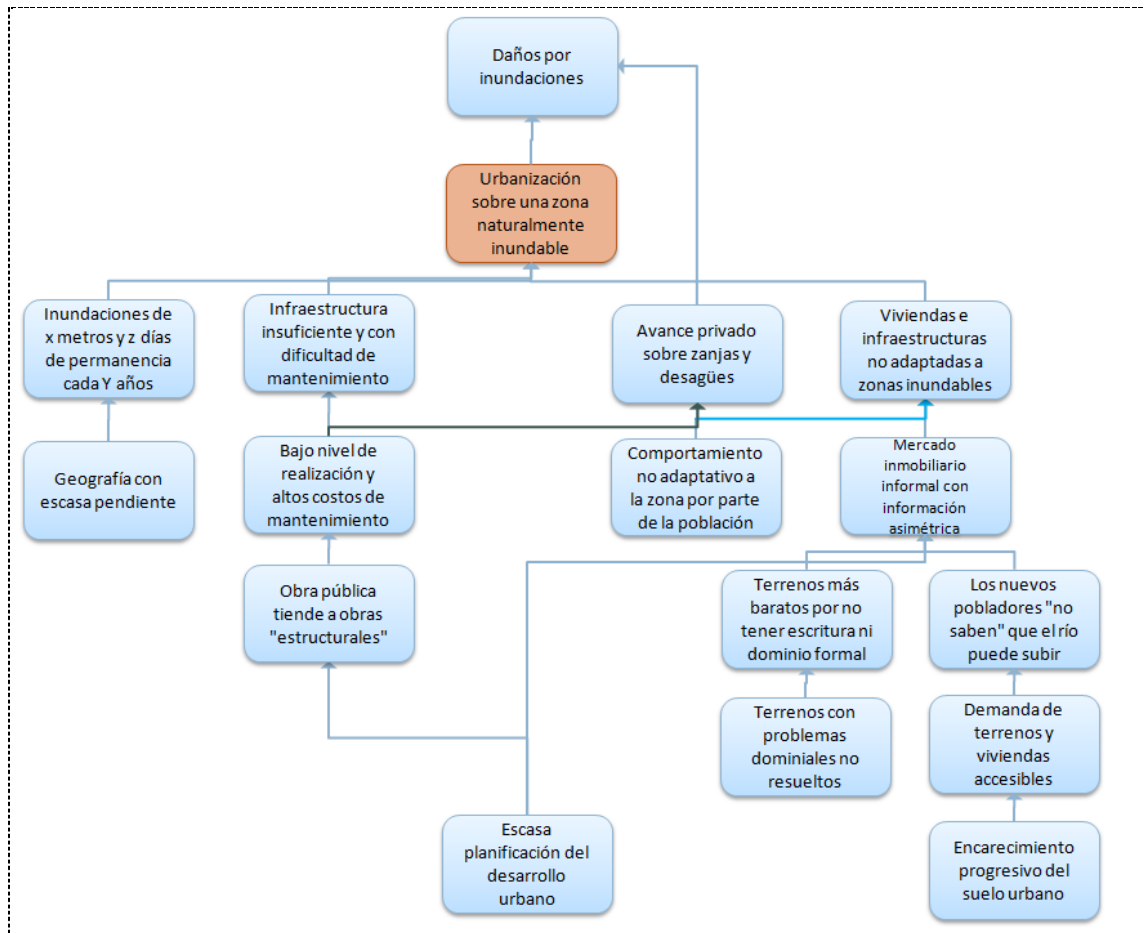 Daños por
inundaciones
Urbanización
sobre una zona
naturalmente
inundable
Inundaciones de
x metros y z días
de permanencia
cada Y años
Infraestructura
insuficiente y con
dificultad de
mantenimiento
Avance privado
sobre zanjas y
desagües
Viviendas e
infraestructuras
no adaptadas a
zonas inundables
Geografía con
escasa pendiente
Bajo nivel de
realización y
altos costos de
mantenimiento
Comportamiento
no adaptativo a
la zona por parte
de la población
Mercado
inmobiliario
informal con
información
asimétrica
Obra pública
tiende a obras
"estructurales"
Terrenos más
baratos por no
tener escritura ni
dominio formal
Los nuevos
pobladores "no
saben" que el río
puede subir
Terrenos con
problemas
dominiales no
resueltos
Demanda de
terrenos y
viviendas
accesibles
Escasa
planificación del
desarrollo
urbano
Encarecimiento
progresivo del
suelo urbano